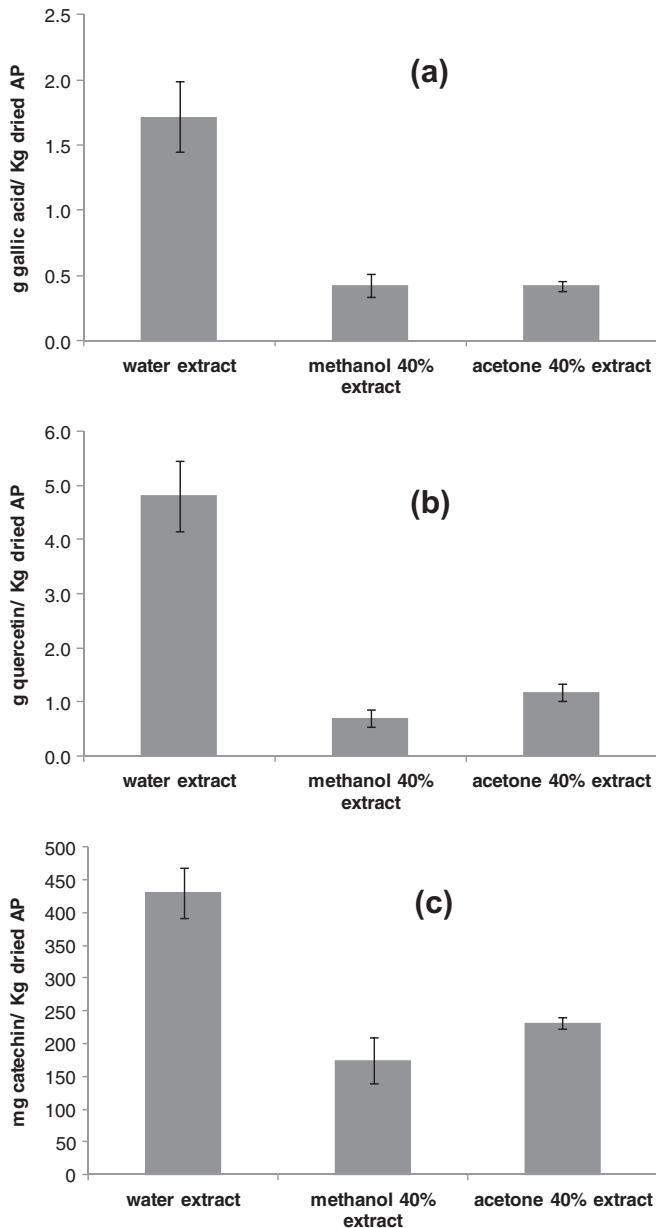 (a)
g gallic acid/ Kg dried AP
2.5
2.0
1.5
1.0
0.5
0.0
water extract
methanol 40%
extract
acetone 40% extract
(b)
g quercetin/ Kg dried AP
6.0
5.0
4.0
3.0
2.0
1.0
0.0
water extract
methanol 40%
extract
acetone 40% extract
(c)
mg catechin/ Kg dried AP
500
450
400
350
300
250
200
150
100
50
0
water extract
methanol 40%
extract
acetone 40% extract